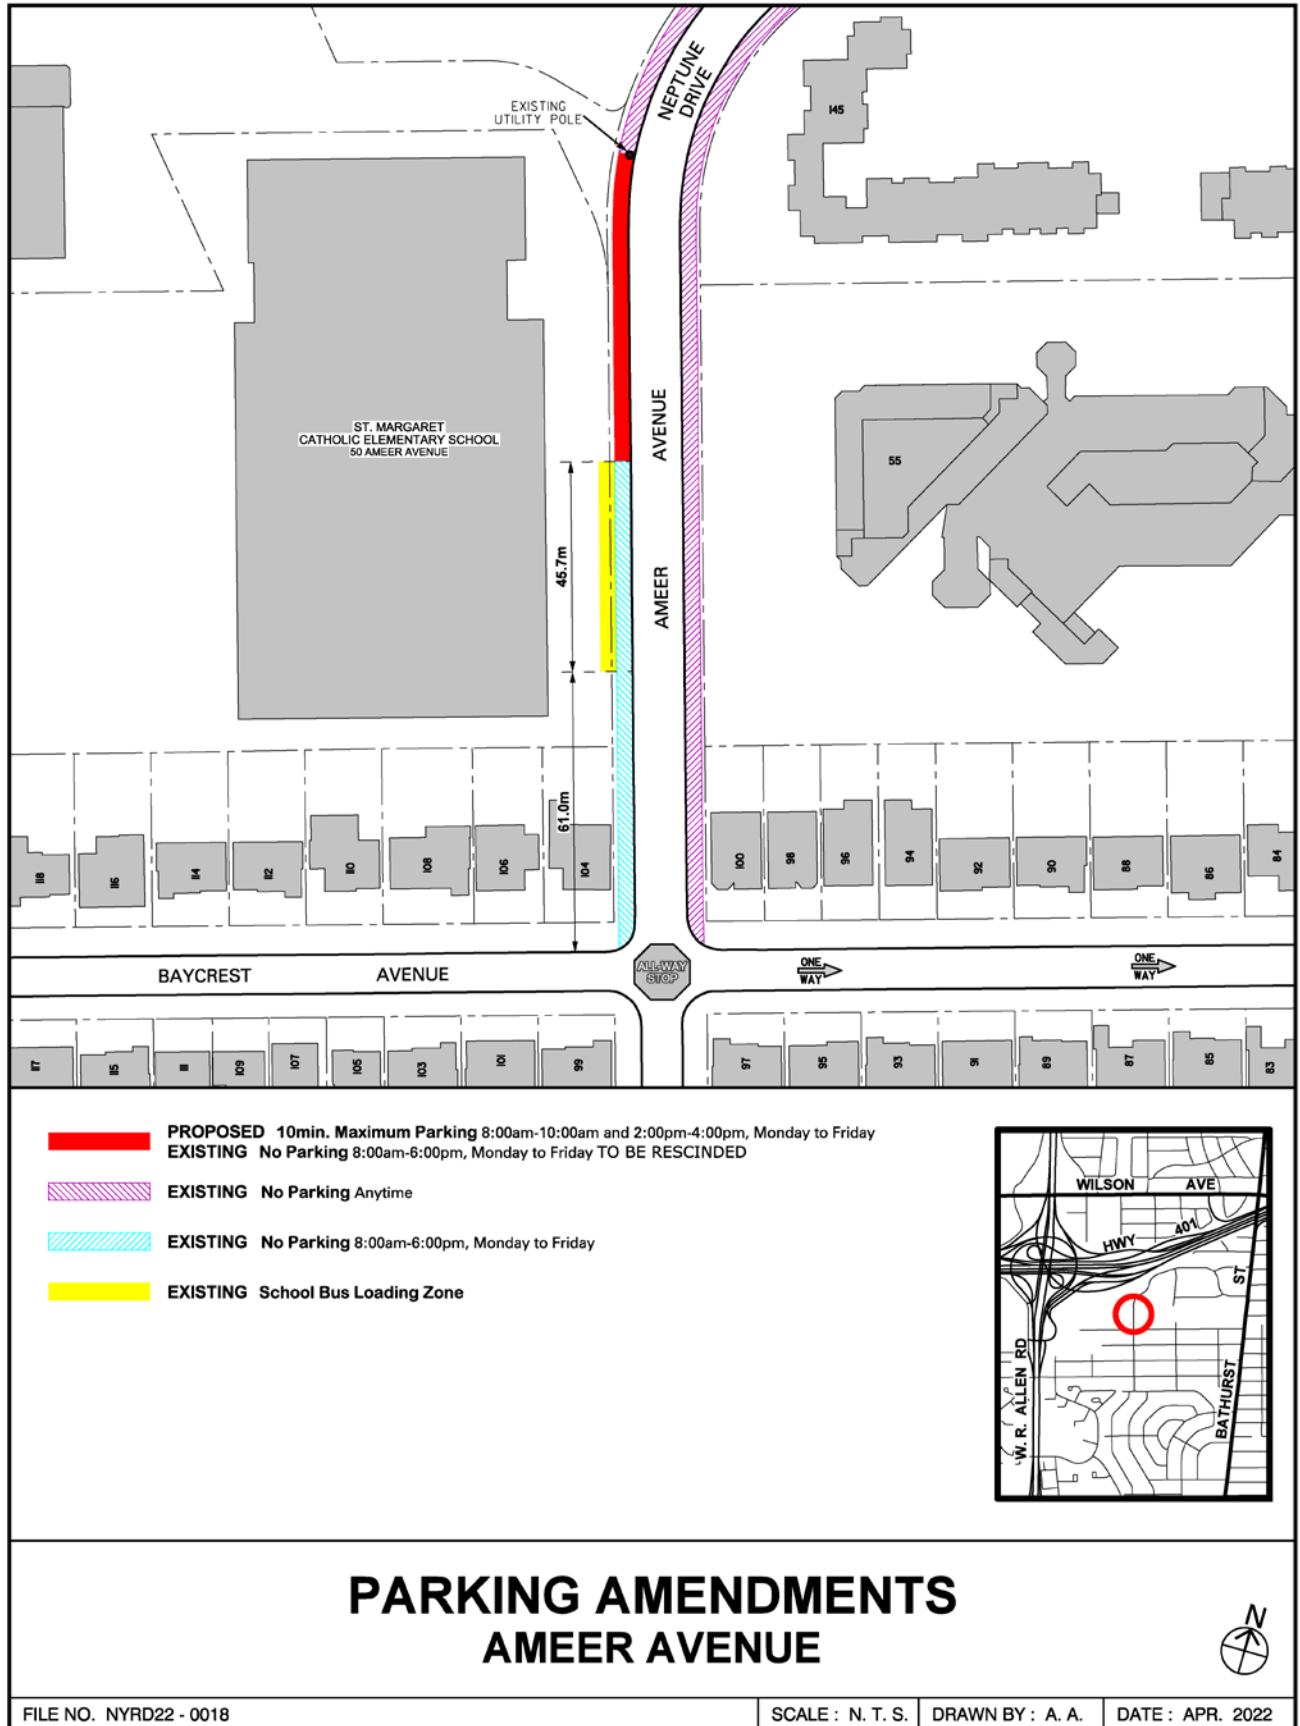 NEPTUNE
DRIVE
EXISTING
UTILITY POLE
145
ST. MARGARET
CATHOLIC ELEMENTARY SCHOOL
50 AMEER AVENUE
AVENUE
55
45.7m
AMEER
61.0m
118
116
114
112
110
108
106
104
100
98
96
94
92
90
88
86
84
BAYCREST AVENUE
ALL-WAY
STOP
ONE
WAY
ONE
WAY
117
115
111
109
107
105
103
101
99
97
95
93
91
89
87
85
83
PROPOSED 10min. Maximum Parking 8:00am-10:00am and 2:00pm-4:00pm, Monday to Friday
EXISTING No Parking 8:00am-6:00pm, Monday to Friday TO BE RESCINDED
EXISTING No Parking Anytime
EXISTING No Parking 8:00am-6:00pm, Monday to Friday
EXISTING School Bus Loading Zone
WILSON AVE
HWY 401
ST
BATHURST
W. R. ALLEN RD
PARKING AMENDMENTS
AMEER AVENUE
N
FILE NO. NYRD22 - 0018
SCALE : N. T. S.
DRAWN BY : A. A.
DATE : APR. 2022